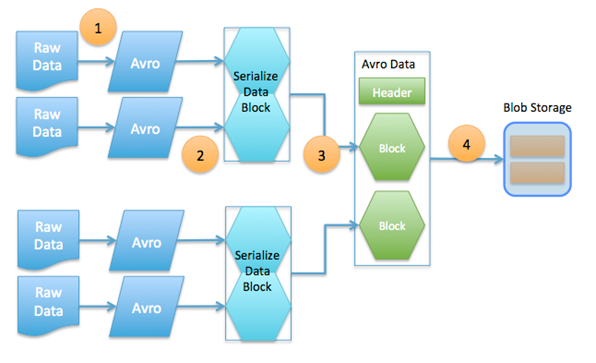 1
Raw
Data
Avro
Raw
Data
Avro
2
Serialize
Data
Block
3
Avro Data
Header
Block
Block
4
Blob Storage
Raw
Data
Avro
Raw
Data
Avro
Serialize
Data
Block